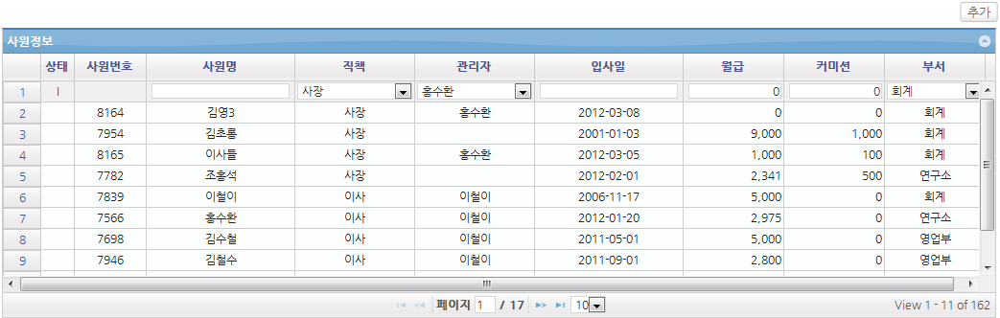 추가
사원정보
상태 사원번호 사원명 직책 관리자 입사일 월급 커미션 부서
1 I 사장 홍수환 0 0 회계
2 8164 김영3 사장 홍수환 2012-03-08 0 0 회계
3 7954 김초롱 사장 2001-01-03 9,000 1,000 회계
4 8165 이사들 사장 홍수환 2012-03-05 1,000 100 회계
5 7782 조홍석 사장 2012-02-01 2,341 500 연구소
6 7839 이철이 이사 이철이 2006-11-17 5,000 0 회계
7 7566 홍수환 이사 이철이 2012-01-20 2,975 0 연구소
8 7698 김수철 이사 이철이 2011-05-01 5,000 0 영업부
9 7946 김철수 이사 이철이 2011-09-01 2,800 0 영업부
페이지 1 / 17 10 View 1 - 11 of 162